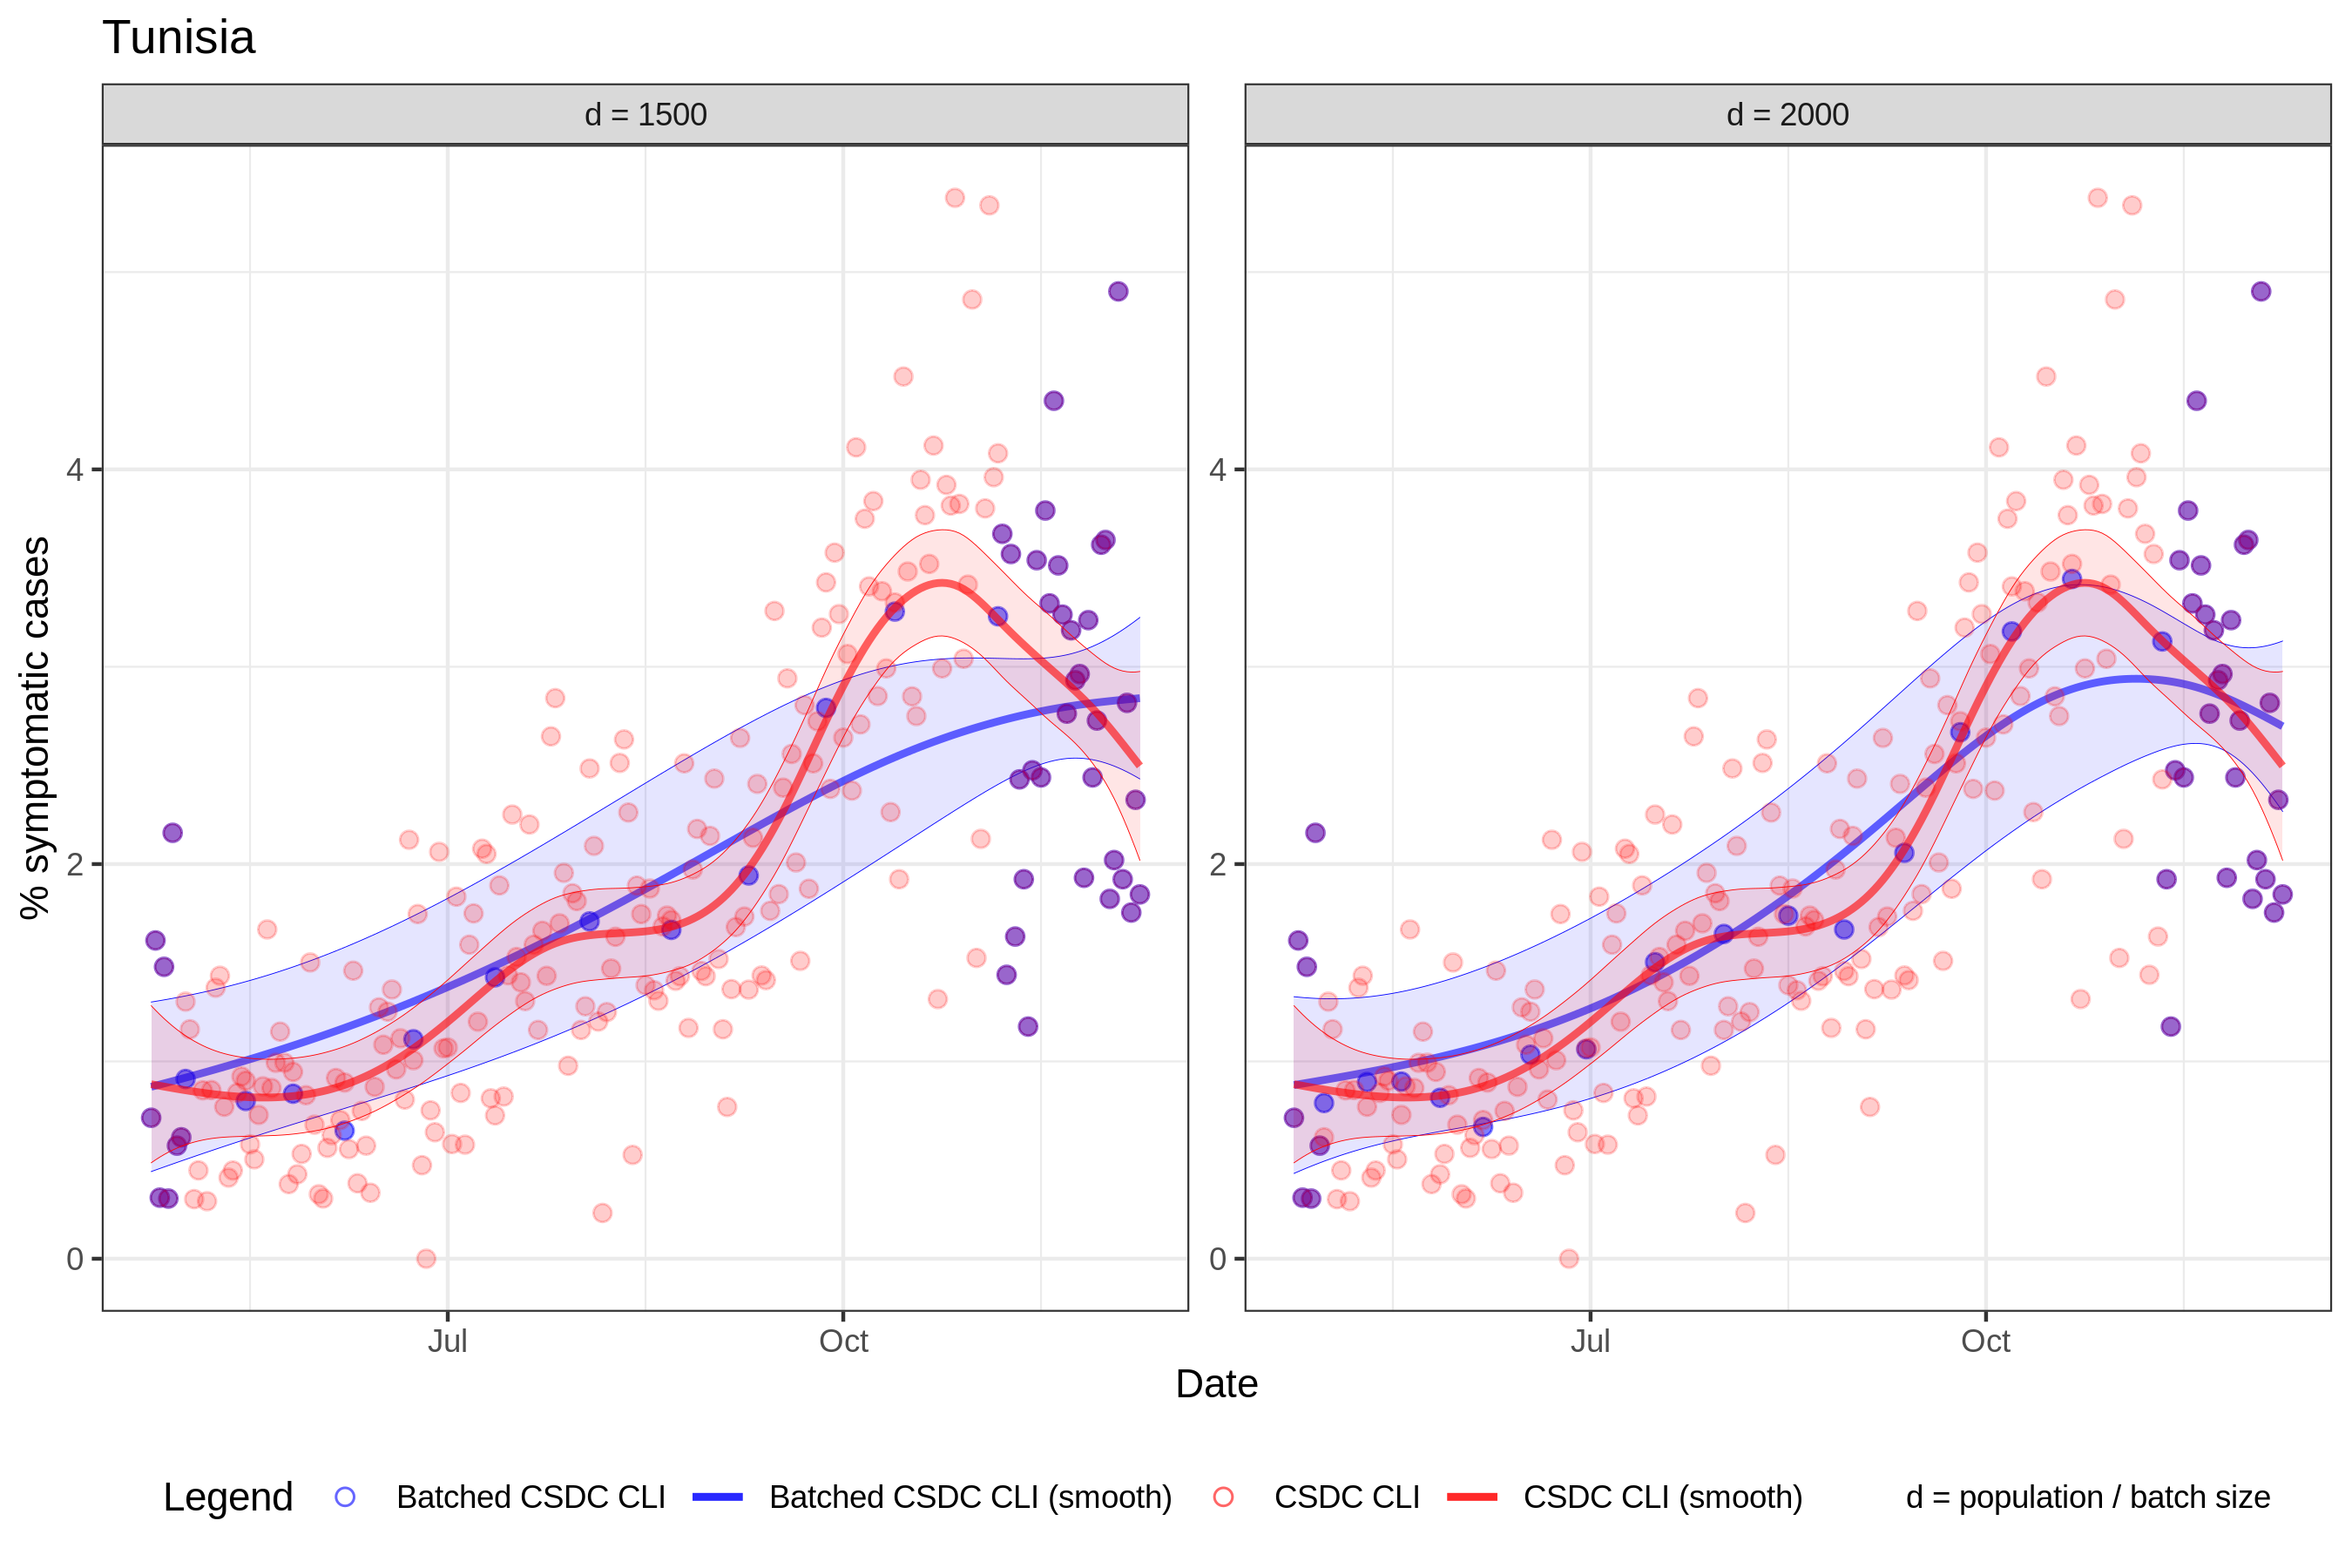 Tunisia
d = 1500
d = 2000
% symptomatic cases
4
2
0
4
2
0
Jul
Oct
Jul
Oct
Date
Legend
Batched CSDC CLI
Batched CSDC CLI (smooth)
CSDC CLI
CSDC CLI (smooth)
d = population / batch size